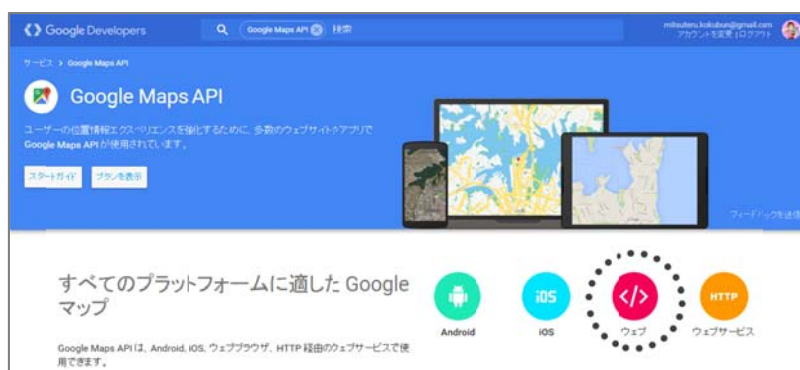 Google Developers
Google Maps API
検索
mitsuteru.kokubun@gmail.com
アカウントを変更 | ログアウト
サービス > Google Maps API
Google Maps API
ユーザーの位置情報エクスペリエンスを強化するために、多数のウェブサイトやアプリで
Google Maps API が使用されています。
スタートガイド
プランを表示
フィードバックを送信
すべてのプラットフォームに適した Google
マップ
Google Maps API は、Android、iOS、ウェブブラウザ、HTTP 経由のウェブサービスで使
用できます。
iOS
</>
HTTP
Android
iOS
ウェブ
ウェブサービス